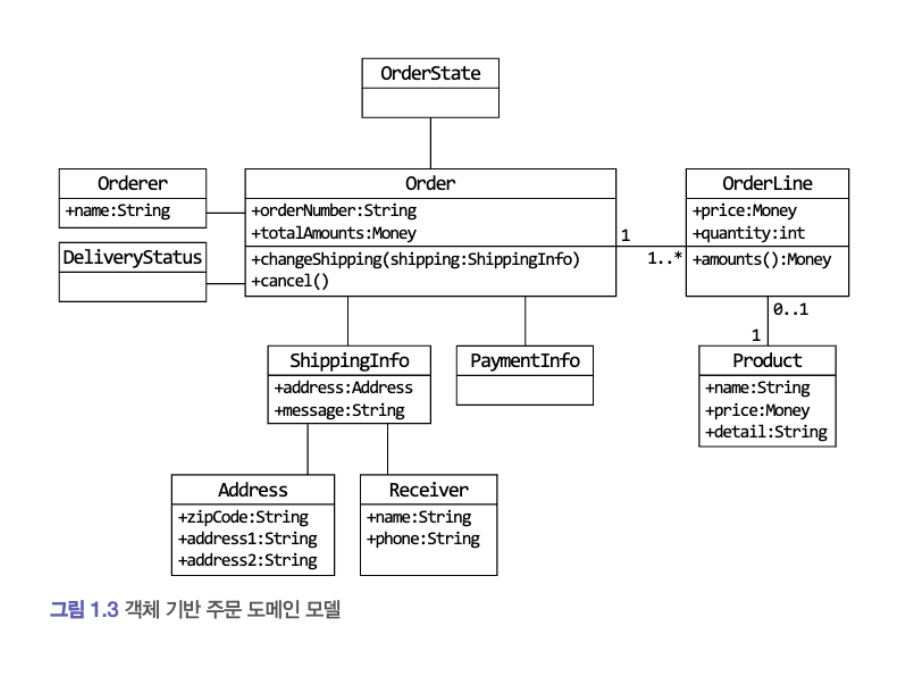 OrderState
Orderer
+name:String
DeliveryStatus
Order
+orderNumber:String
+totalAmounts:Money
+changeShipping(shipping:ShippingInfo)
+cancel()
1
1..*
OrderLine
+price:Money
+quantity:int
+amounts():Money
0..1
1
ShippingInfo
+address:Address
+message:String
PaymentInfo
Product
+name:String
+price:Money
+detail:String
Address
+zipCode:String
+address1:String
+address2:String
Receiver
+name:String
+phone:String
그림 1.3 객체 기반 주문 도메인 모델